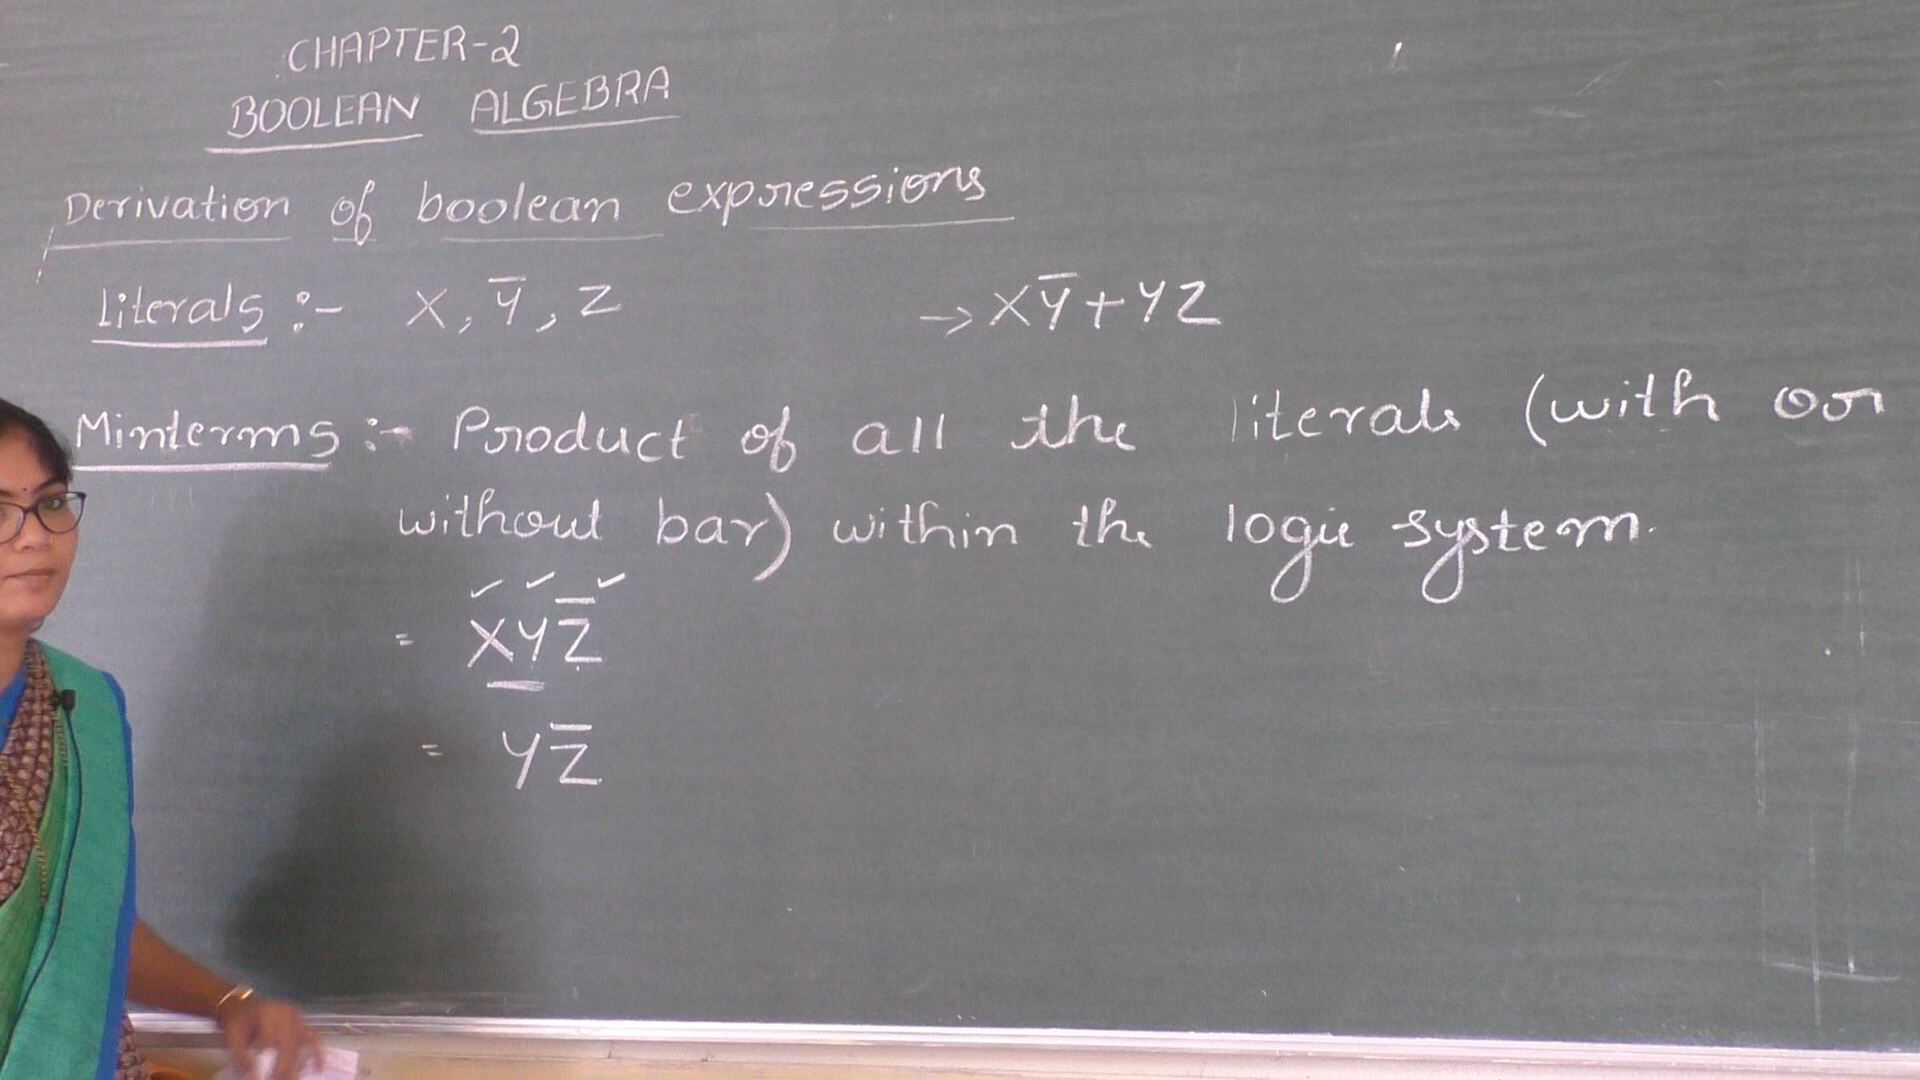 CHAPTER-2
BOOLEAN ALGEBRA
Derivation of boolean expressions
Literals :- X, Y̅, Z → XY̅+YZ
Minterms :- Product of all the literals (with or
without bar) within the logic system.
= XYZ̅
= YZ̅